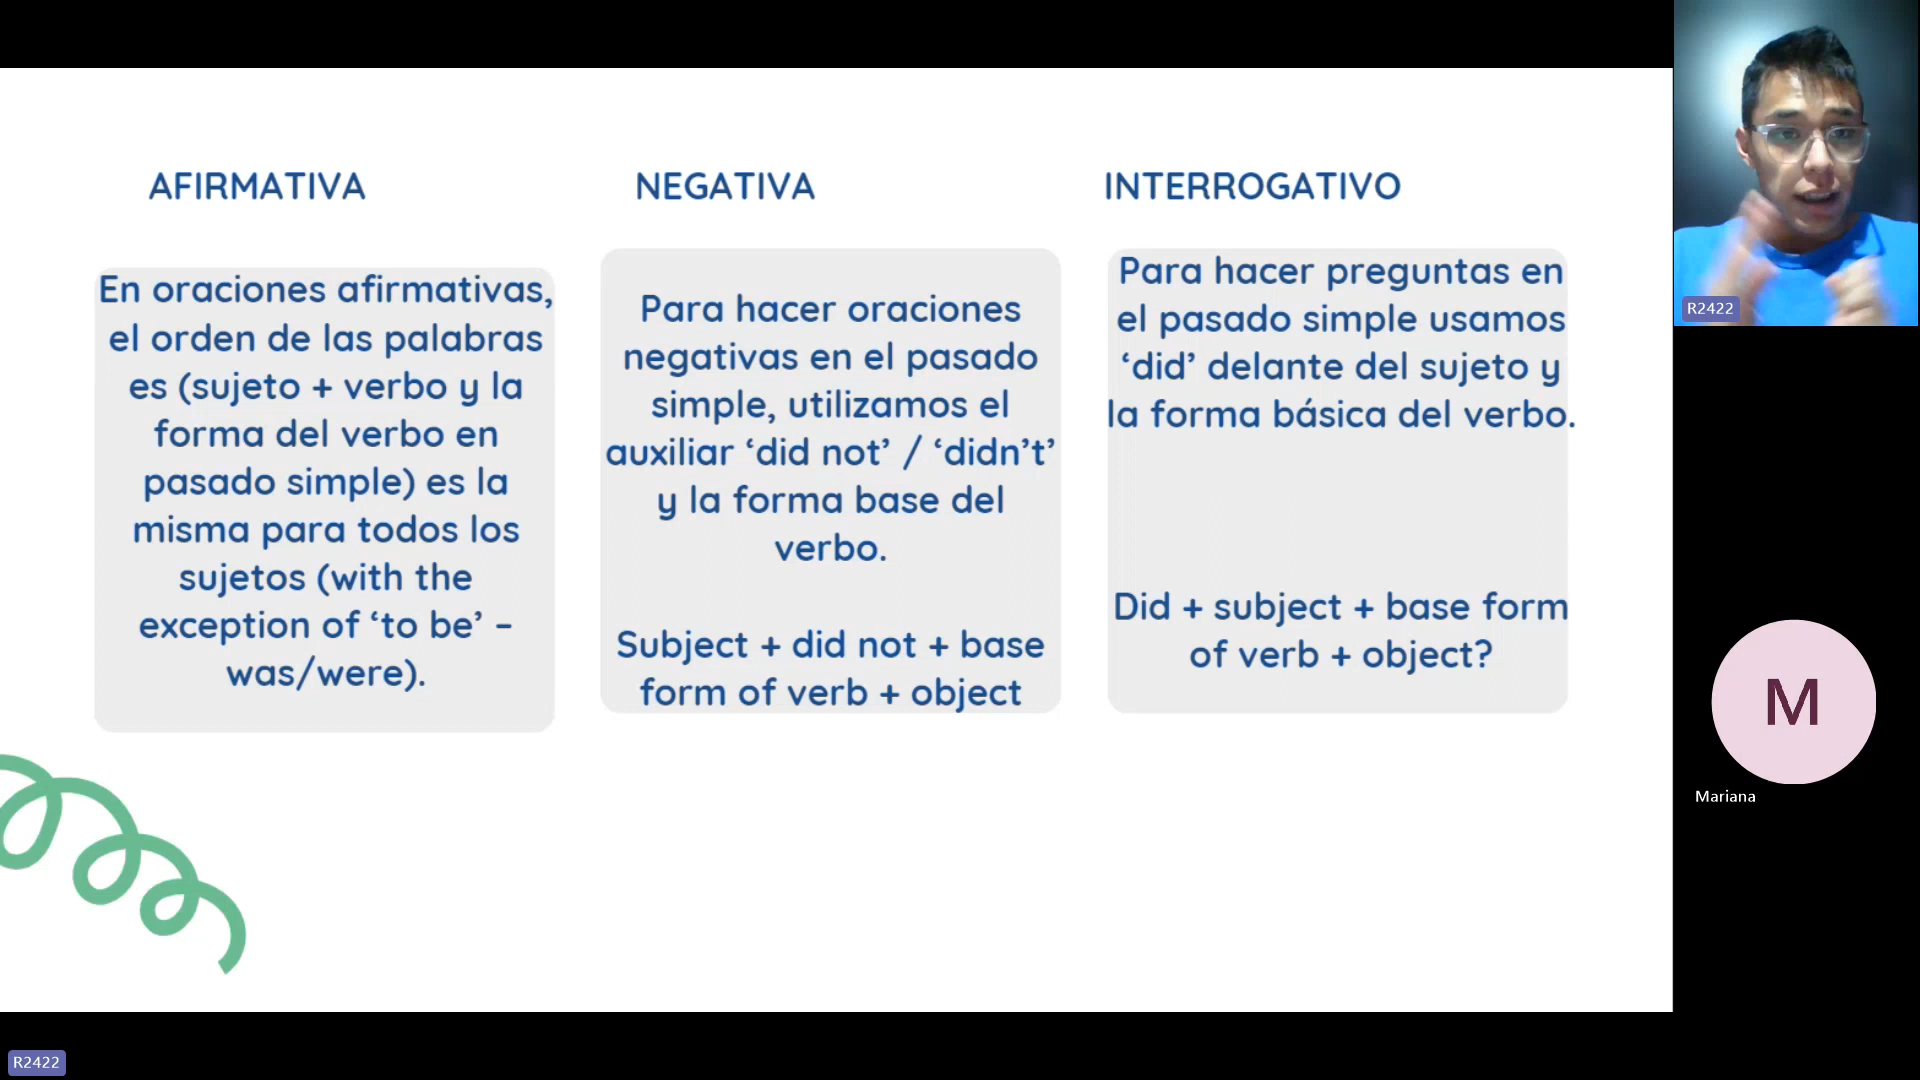 AFIRMATIVA
En oraciones afirmativas,
el orden de las palabras
es (sujeto + verbo y la
forma del verbo en
pasado simple) es la
misma para todos los
sujetos (with the
exception of ‘to be’ –
was/were).
NEGATIVA
Para hacer oraciones
negativas en el pasado
simple, utilizamos el
auxiliar ‘did not’ / ‘didn’t’
y la forma base del
verbo.
Subject + did not + base
form of verb + object
INTERROGATIVO
Para hacer preguntas en
el pasado simple usamos
‘did’ delante del sujeto y
la forma básica del verbo.
Did + subject + base form
of verb + object?
R2422
M
Mariana
R2422